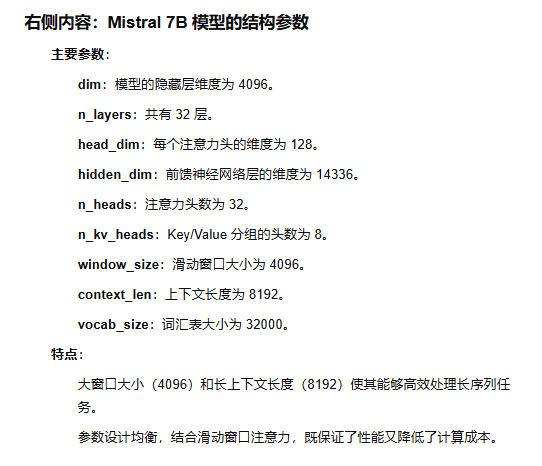 右侧内容：Mistral 7B 模型的结构参数
主要参数：
dim：模型的隐藏层维度为 4096。
n_layers：共有 32 层。
head_dim：每个注意力头的维度为 128。
hidden_dim：前馈神经网络层的维度为 14336。
n_heads：注意力头数为 32。
n_kv_heads：Key/Value 分组的头数为 8。
window_size：滑动窗口大小为 4096。
context_len：上下文长度为 8192。
vocab_size：词汇表大小为 32000。
特点：
大窗口大小（4096）和长上下文长度（8192）使其能够高效处理长序列任
务。
参数设计均衡，结合滑动窗口注意力，既保证了性能又降低了计算成本。